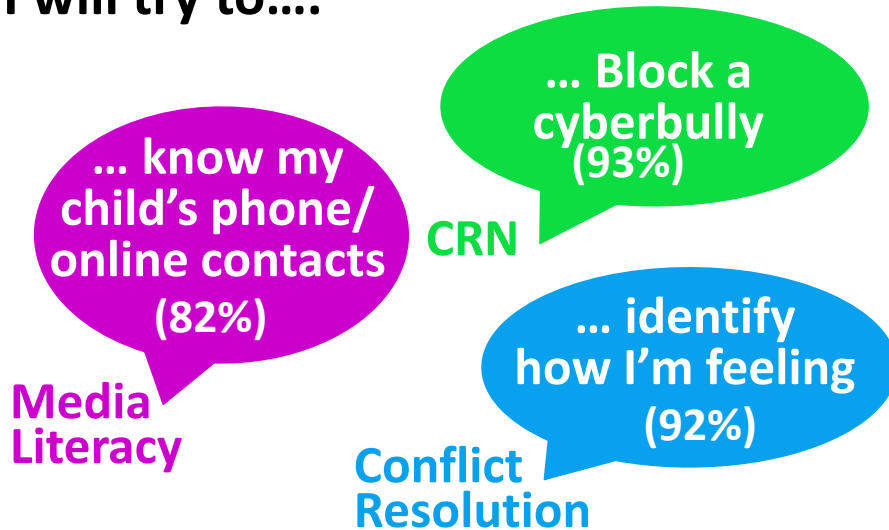 I will try to....
... Block a
cyberbully
(93%)
CRN
... know my
child's phone/
online contacts
(82%)
Media
Literacy
... identify
how I'm feeling
(92%)
Conflict
Resolution